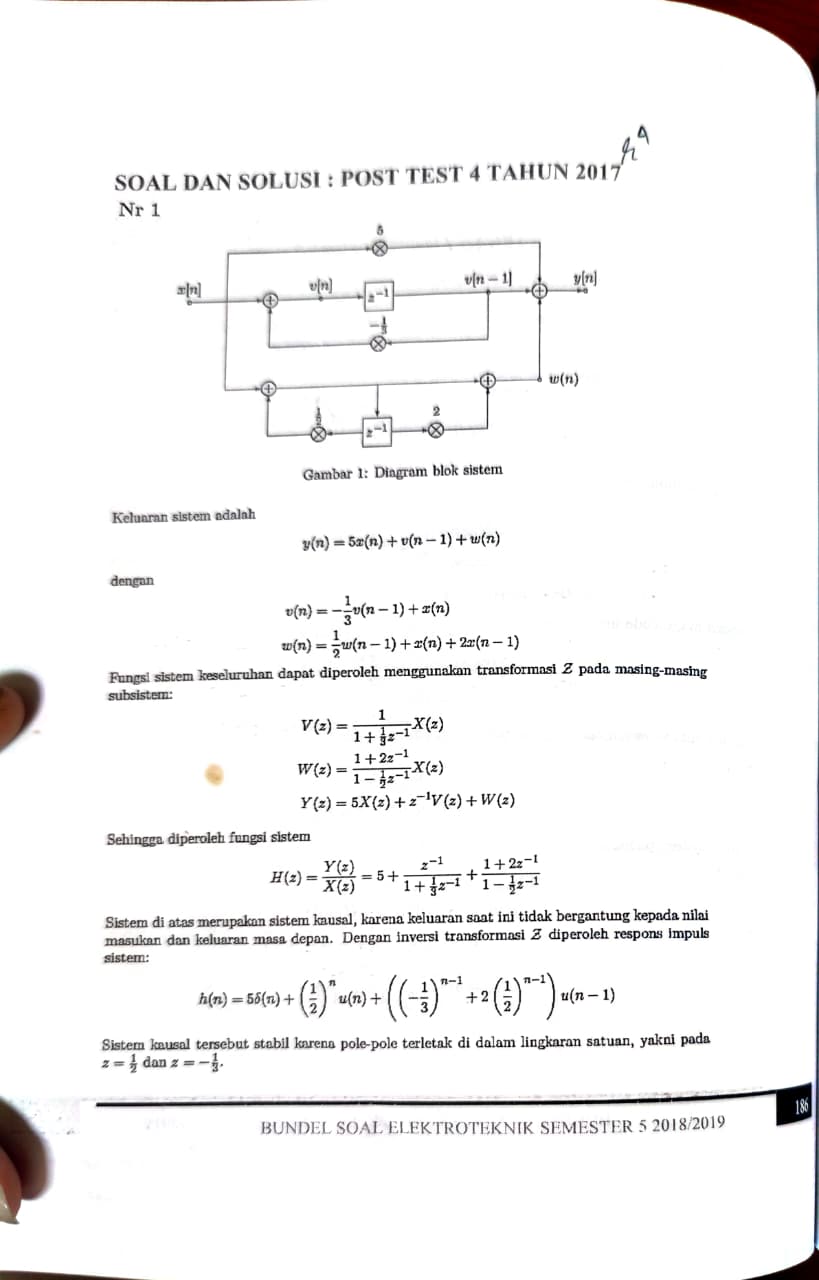 SOAL DAN SOLUSI : POST TEST 4 TAHUN 2017
Nr 1
5
x[n] v[n] z⁻¹ v[n − 1] y[n]
−1/3
w(n)
1/2 z⁻¹ 2
Gambar 1: Diagram blok sistem
Keluaran sistem adalah
y(n) = 5x(n) + v(n − 1) + w(n)
dengan
v(n) = −1/3 v(n − 1) + x(n)
w(n) = 1/2 w(n − 1) + x(n) + 2x(n − 1)
Fungsi sistem keseluruhan dapat diperoleh menggunakan transformasi Z pada masing-masing
subsistem:
V(z) = 1/(1 + 1/3 z⁻¹) X(z)
W(z) = (1 + 2z⁻¹)/(1 − 1/2 z⁻¹) X(z)
Y(z) = 5X(z) + z⁻¹V(z) + W(z)
Sehingga diperoleh fungsi sistem
H(z) = Y(z)/X(z) = 5 + z⁻¹/(1 + 1/3 z⁻¹) + (1 + 2z⁻¹)/(1 − 1/2 z⁻¹)
Sistem di atas merupakan sistem kausal, karena keluaran saat ini tidak bergantung kepada nilai
masukan dan keluaran masa depan. Dengan inversi transformasi Z diperoleh respons impuls
sistem:
h(n) = 5δ(n) + (1/2)ⁿ u(n) + ((−1/3)ⁿ⁻¹ + 2(1/2)ⁿ⁻¹) u(n − 1)
Sistem kausal tersebut stabil karena pole-pole terletak di dalam lingkaran satuan, yakni pada
z = 1/2 dan z = −1/3.
186
BUNDEL SOAL ELEKTROTEKNIK SEMESTER 5 2018/2019